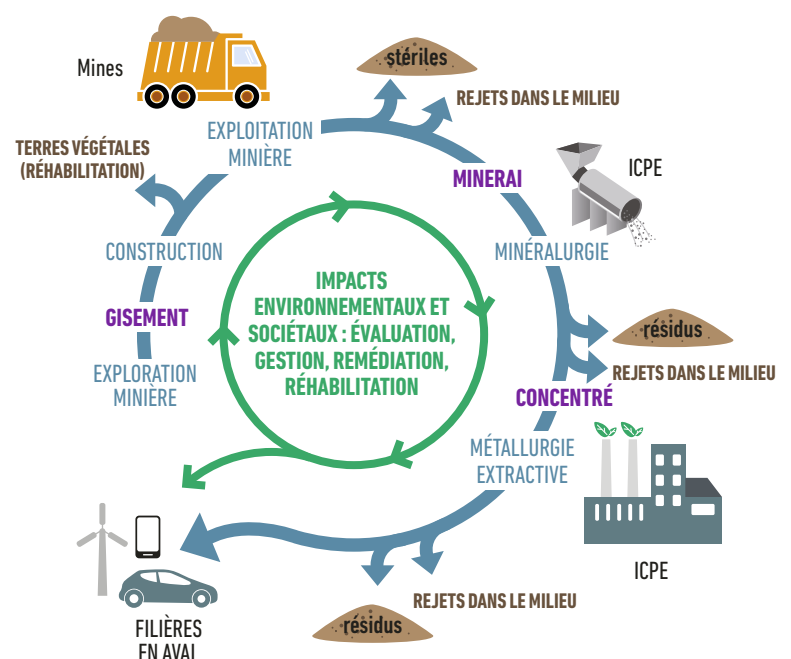 Mines
stériles
REJETS DANS LE MILIEU
EXPLOITATION
MINIÈRE
TERRES VÉGÉTALES
(RÉHABILITATION)
MINERAI
ICPE
CONSTRUCTION
MINÉRALURGIE
IMPACTS
ENVIRONNEMENTAUX ET
SOCIÉTAUX : ÉVALUATION,
GESTION, REMÉDIATION,
RÉHABILITATION
GISEMENT
résidus
EXPLORATION
MINIÈRE
REJETS DANS LE MILIEU
CONCENTRÉ
MÉTALLURGIE
EXTRACTIVE
ICPE
REJETS DANS LE MILIEU
résidus
FILIÈRES
EN AVAL